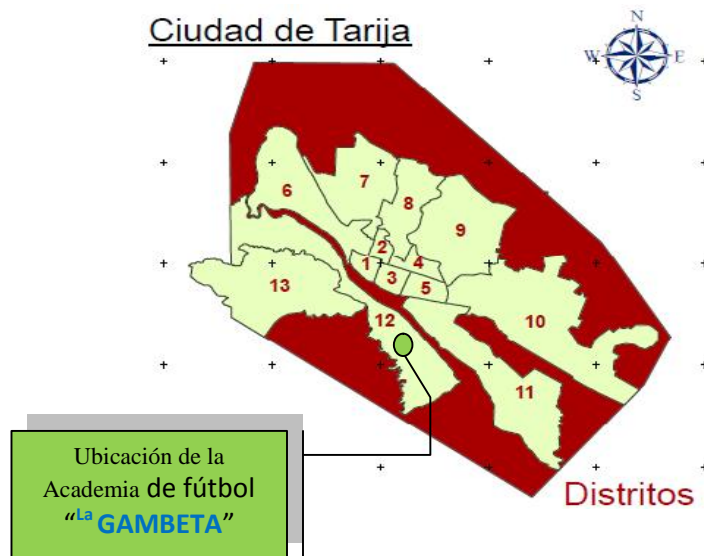 Ciudad de Tarija
N
W E
S
7
6
8
9
2
1
4
3
5
13
12
10
11
Ubicación de la
Academia de fútbol
“La GAMBETA”
Distritos